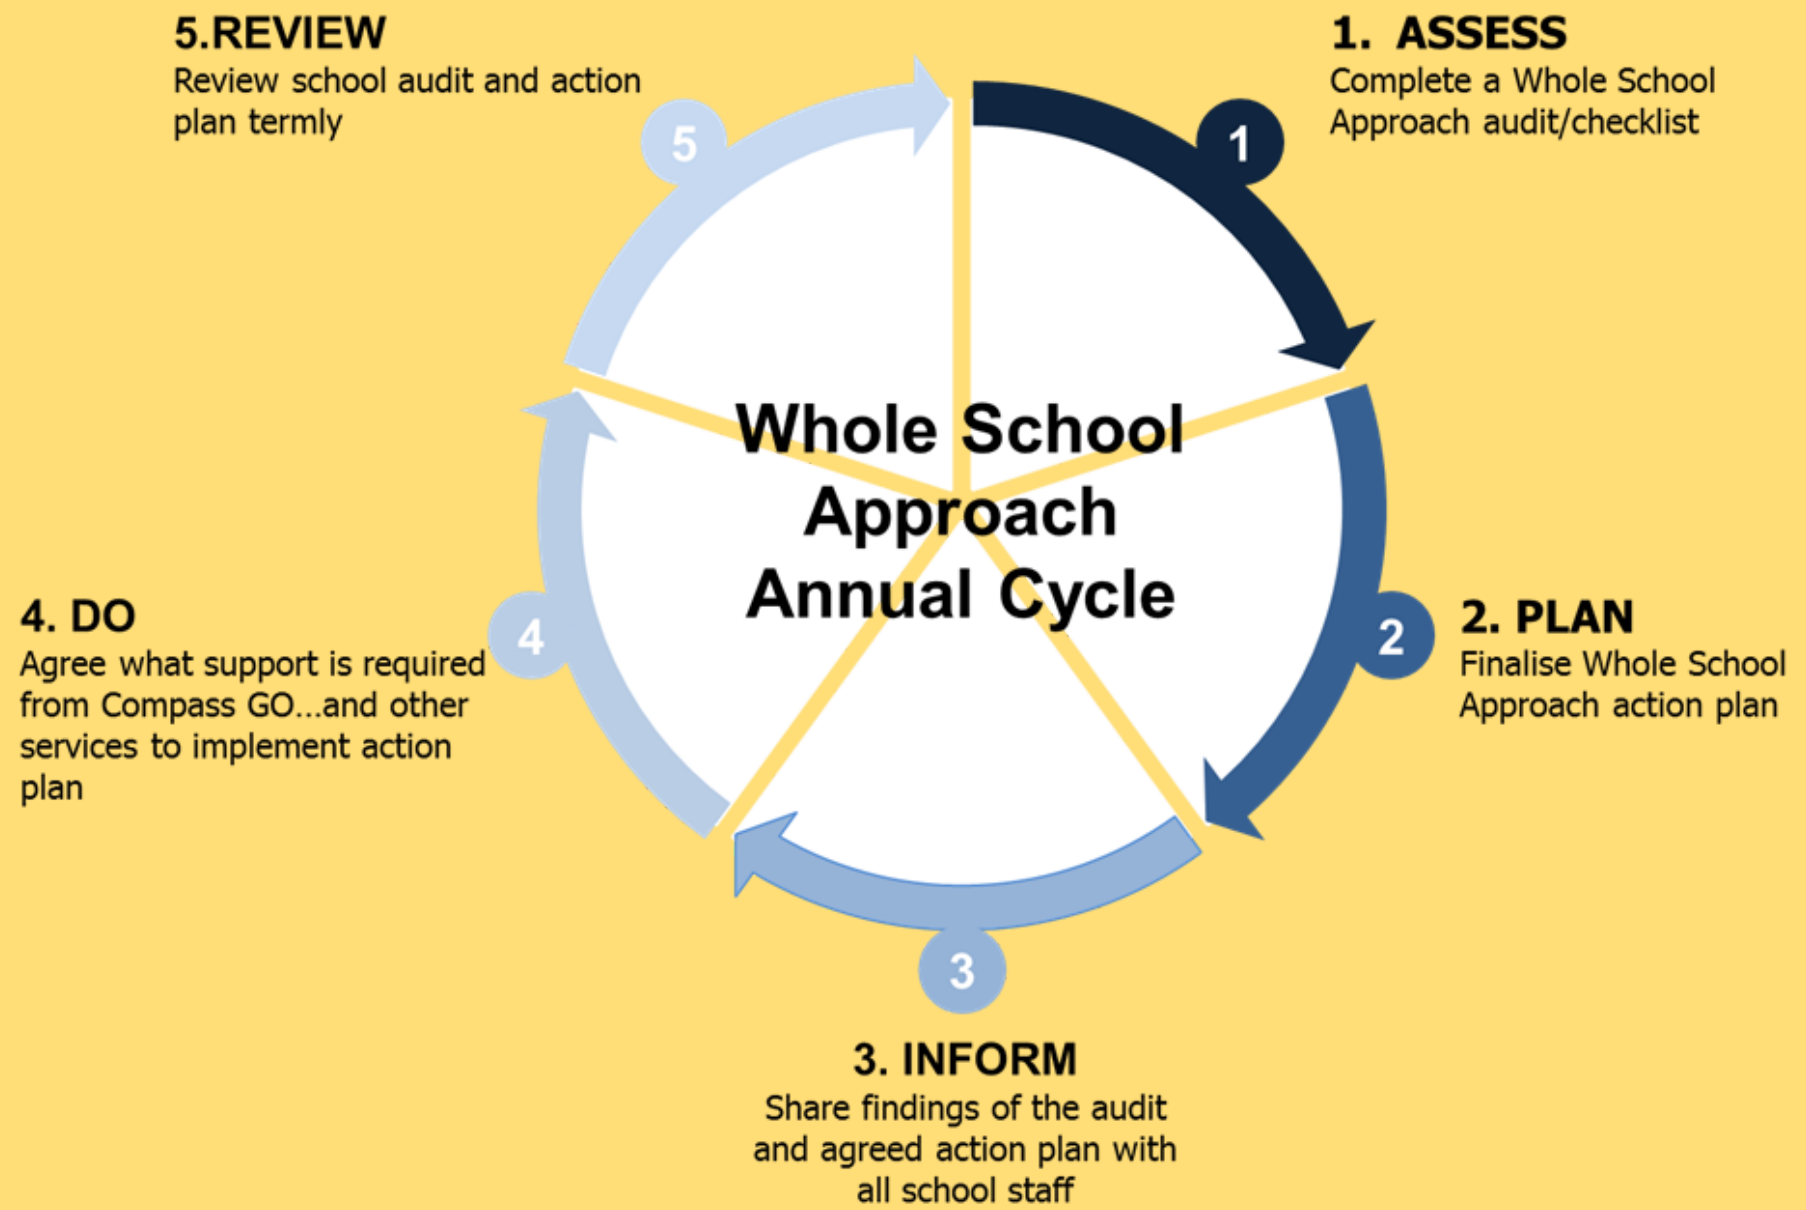 5.REVIEW
Review school audit and action
plan termly
5
1. ASSESS
Complete a Whole School
Approach audit/checklist
1
Whole School
Approach
Annual Cycle
4. DO
Agree what support is required
from Compass GO...and other
services to implement action
plan
4
2
2. PLAN
Finalise Whole School
Approach action plan
3
3. INFORM
Share findings of the audit
and agreed action plan with
all school staff